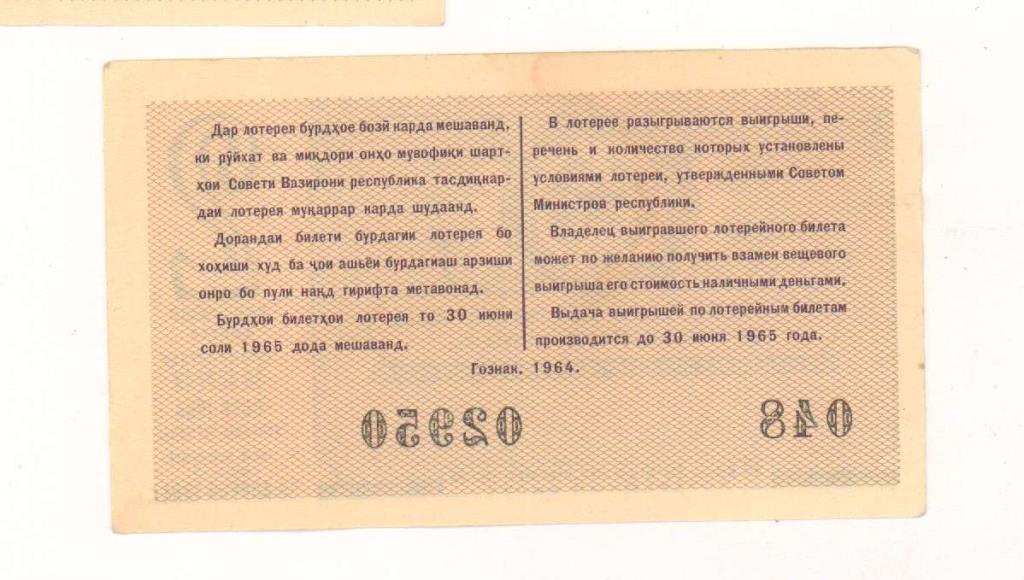 Дар лотерея бурдҳое бозӣ карда мешаванд,
ки рӯйхат ва миқдори онҳо мувофиқи шарт-
ҳои Совети Вазирони республика тасдиқкар-
даи лотерея муқаррар карда шудаанд.
Дорандаи билети бурдагии лотерея бо
хоҳиши худ ба ҷои ашьёи бурдагиаш арзиши
онро бо пули нақд гирифта метавонад.
Бурдҳои билетҳои лотерея то 30 июни
соли 1965 дода мешаванд.
В лотерее разыгрываются выигрыши, пе-
речень и количество которых установлены
условиями лотереи, утвержденными Советом
Министров республики.
Владелец выигравшего лотерейного билета
может по желанию получить взамен вещевого
выигрыша его стоимость наличными деньгами.
Выдача выигрышей по лотерейным билетам
производится до 30 июня 1965 года.
Гознак. 1964.
02950 048